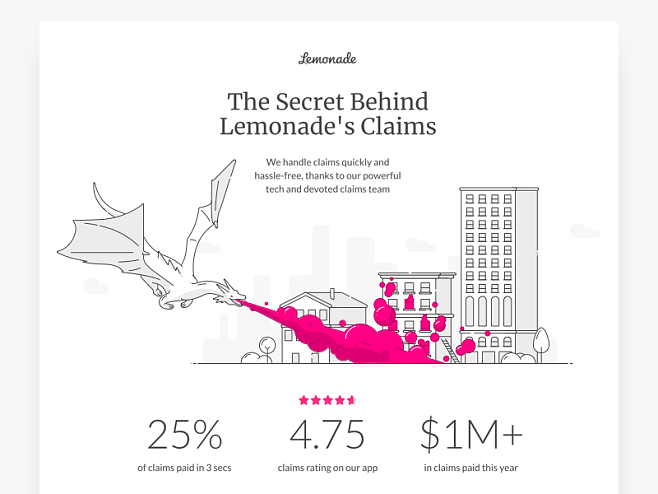 Lemonade
The Secret Behind
Lemonade's Claims
We handle claims quickly and
hassle-free, thanks to our powerful
tech and devoted claims team
25%
of claims paid in 3 secs
4.75
claims rating on our app
$1M+
in claims paid this year